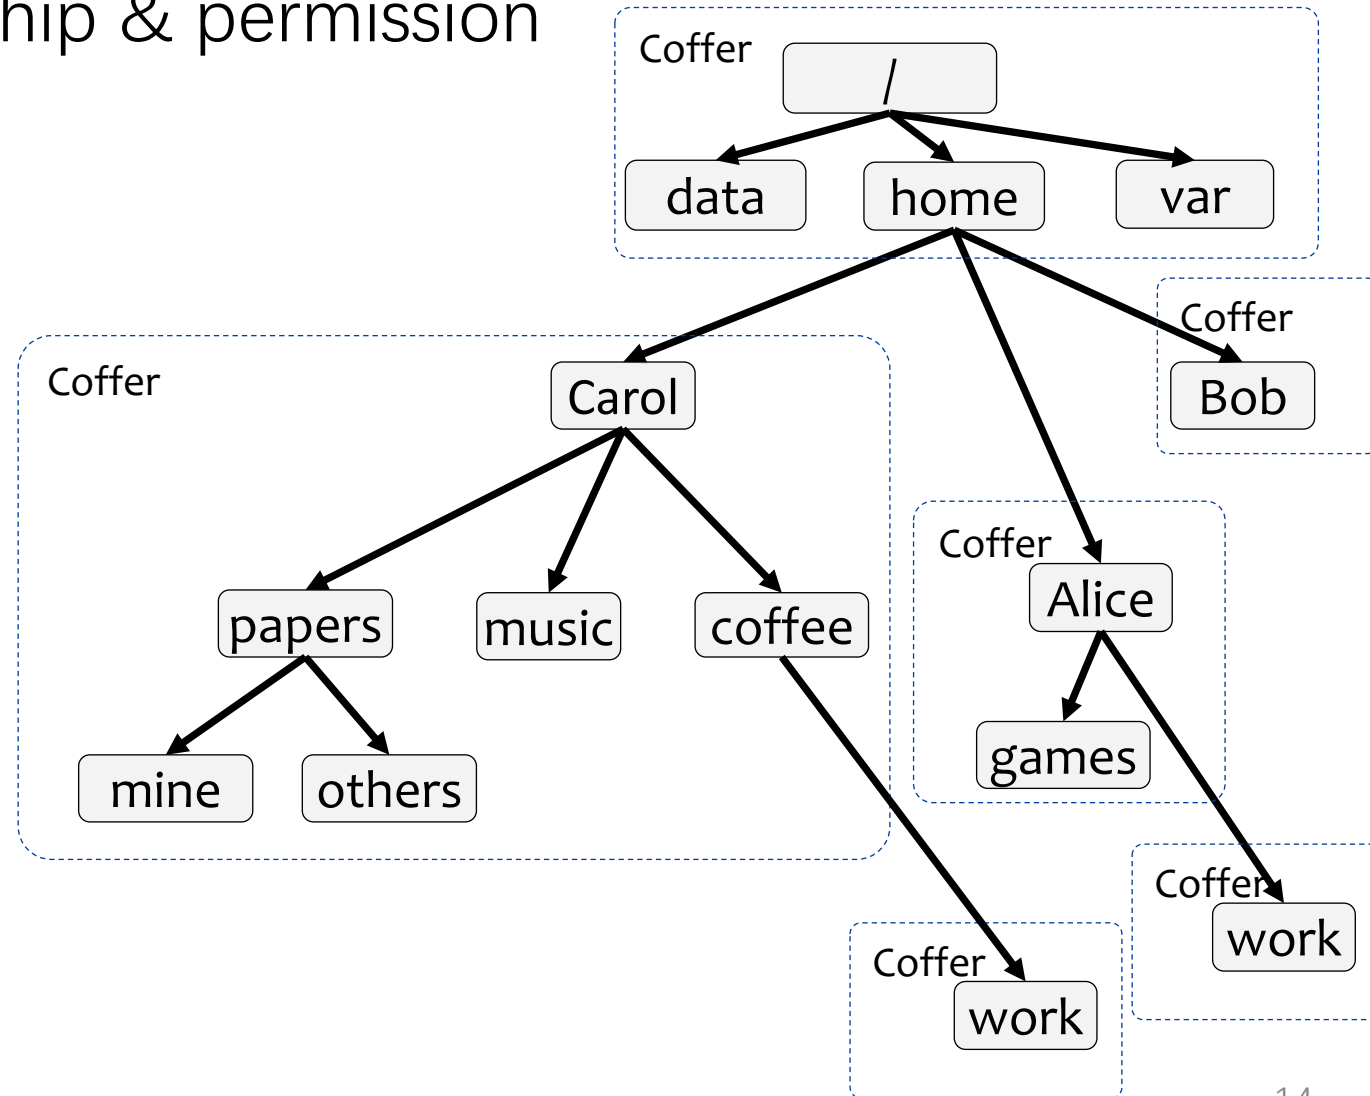 hip & permission
Coffer
/
data
home
var
Coffer
Coffer
Carol
Bob
Coffer
Alice
papers
music
coffee
games
mine
others
Coffer
work
Coffer
work
14